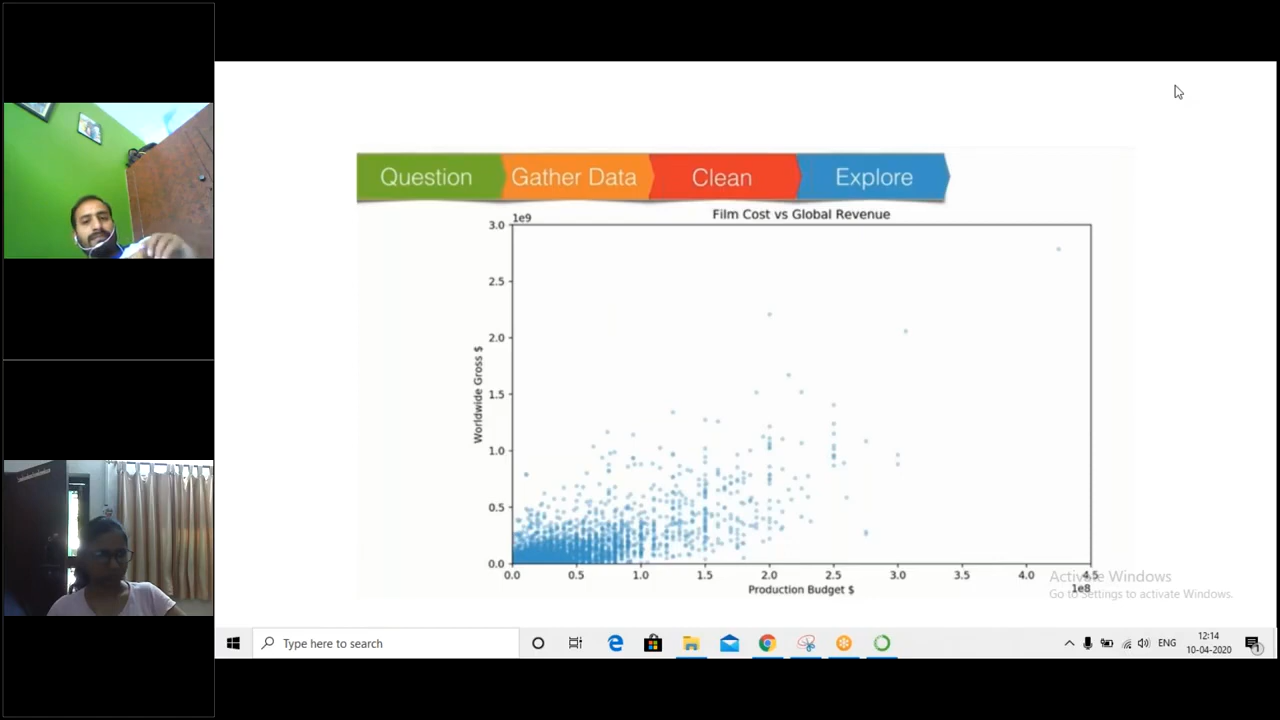 Question Gather Data Clean Explore
Film Cost vs Global Revenue
1e9
3.0
2.5
2.0
1.5
1.0
0.5
0.0
Worldwide Gross $
0.0 0.5 1.0 1.5 2.0 2.5 3.0 3.5 4.0 4.5
1e8
Production Budget $
Activate Windows
Go to Settings to activate Windows.
Type here to search
ENG
12:14
10-04-2020
1